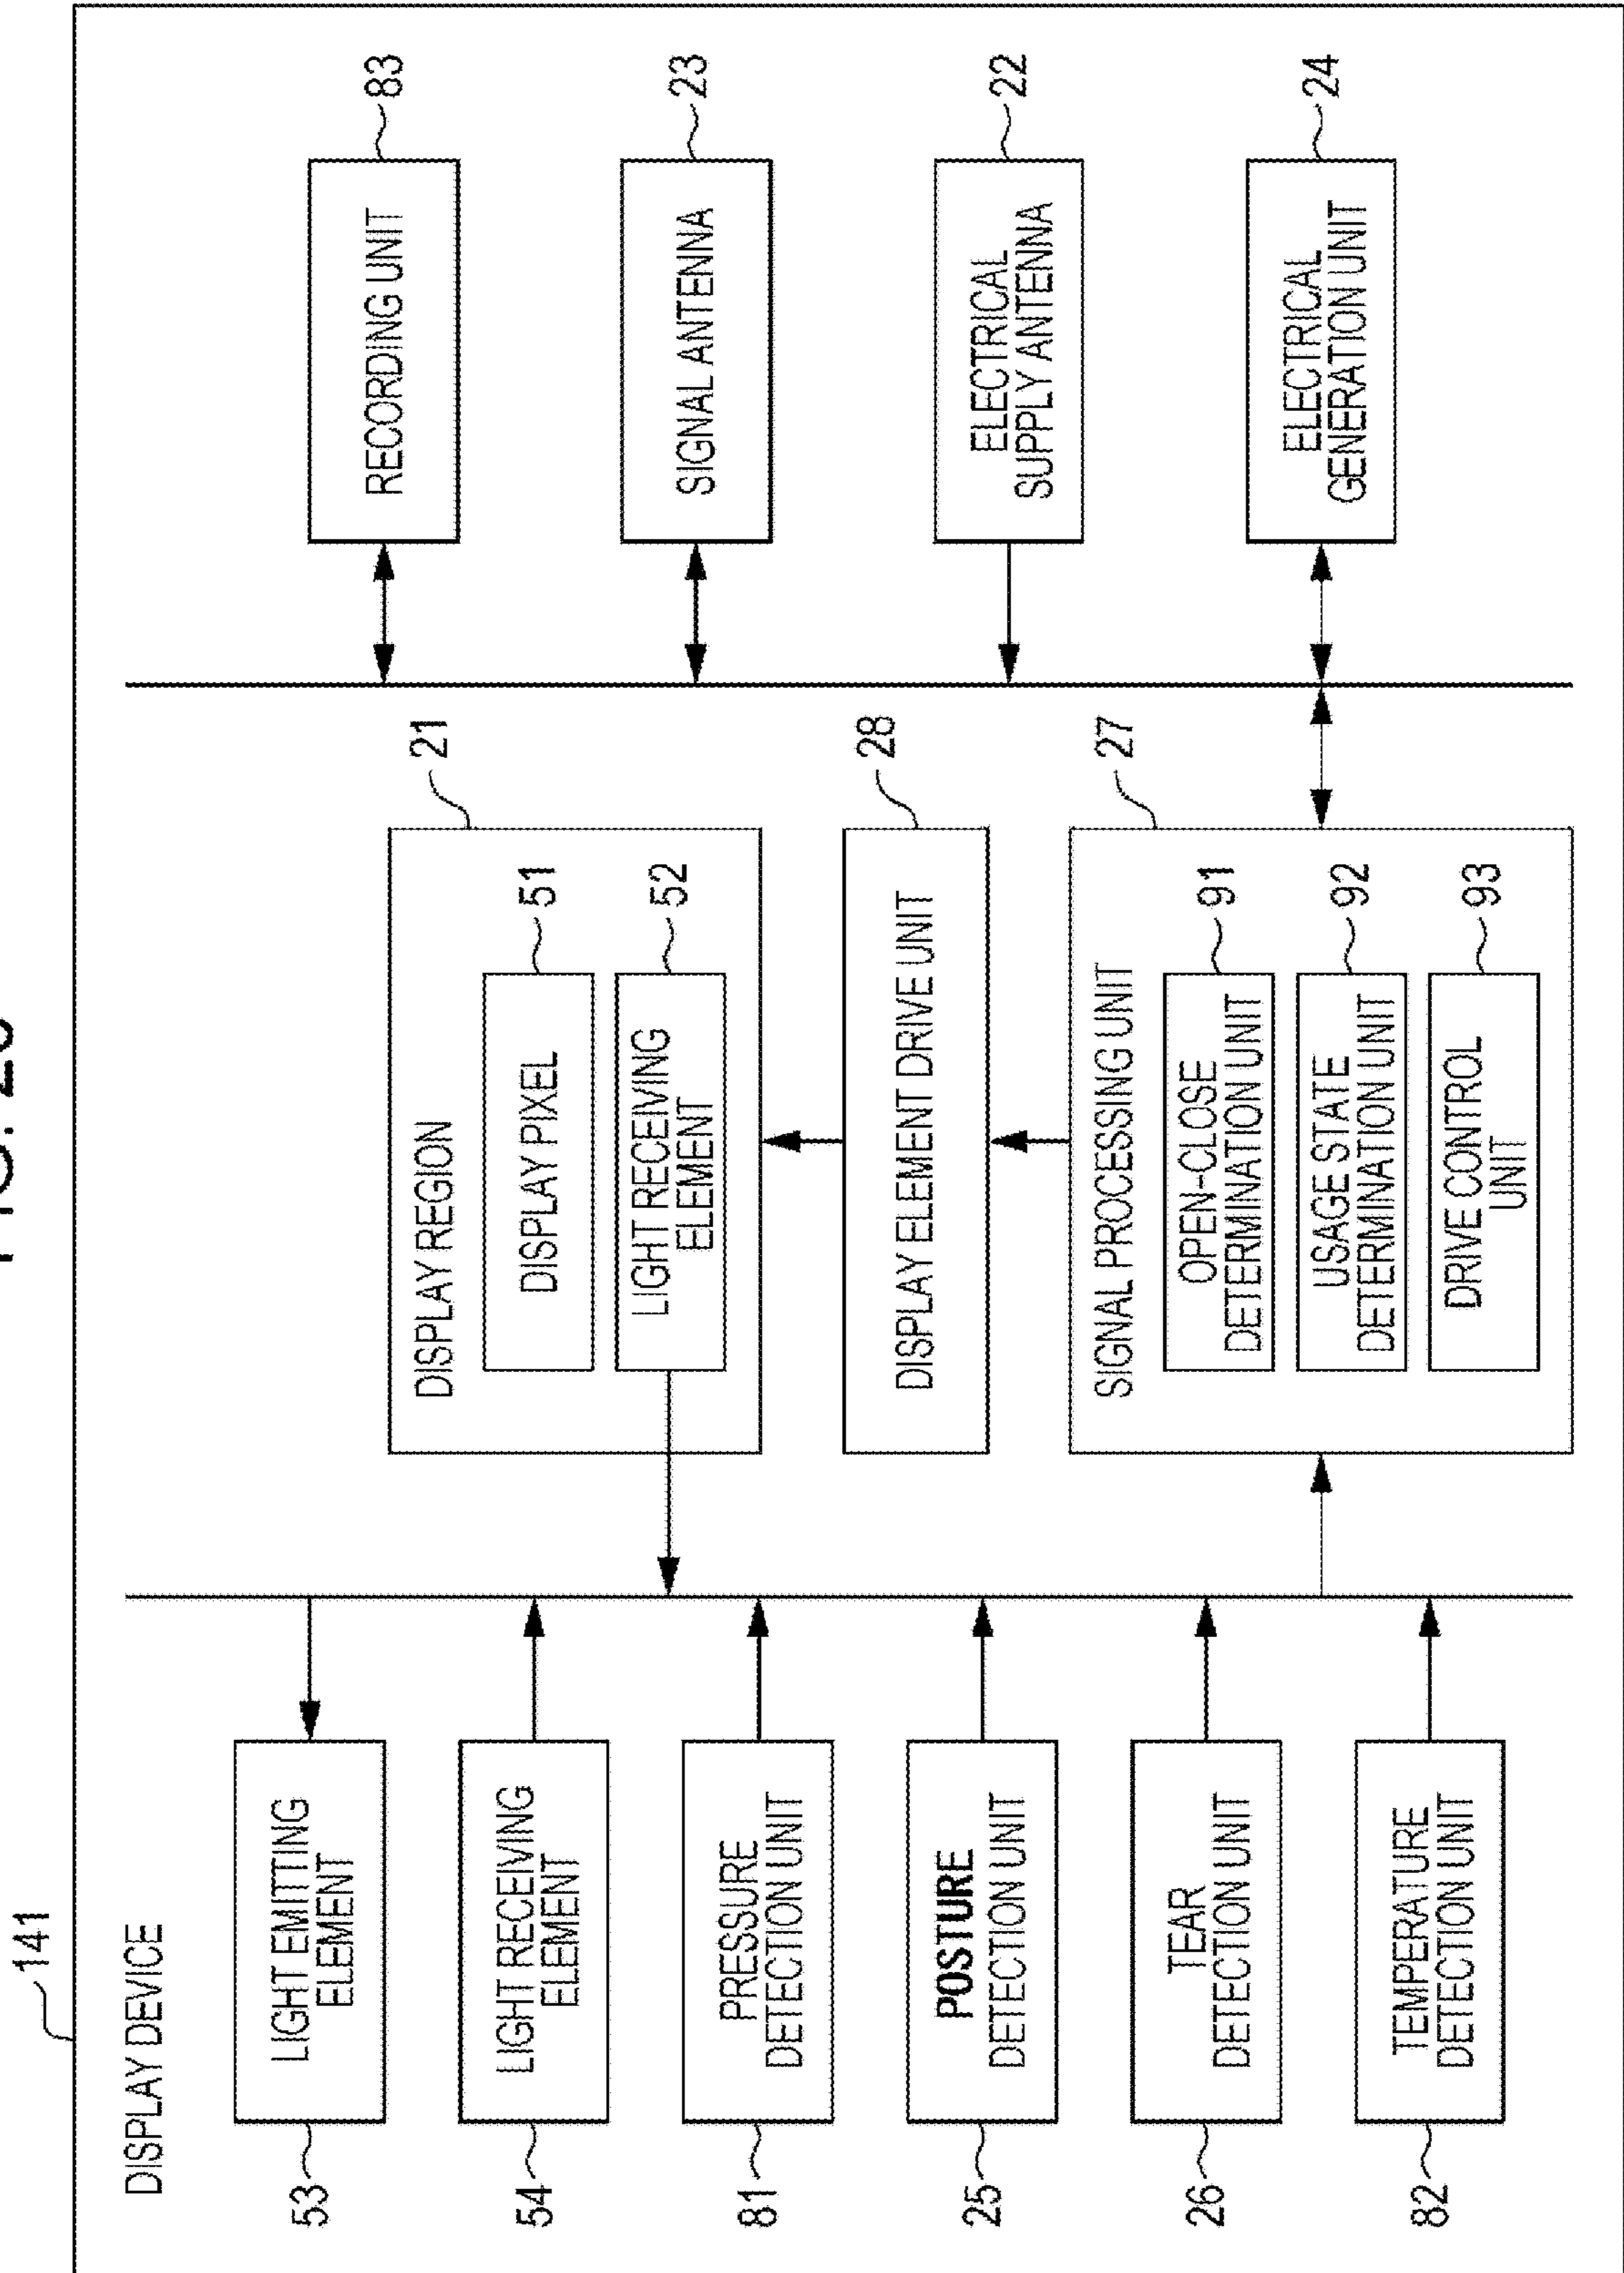 141
DISPLAY DEVICE
53
LIGHT EMITTING
ELEMENT
54
LIGHT RECEIVING
ELEMENT
81
PRESSURE
DETECTION UNIT
25
POSTURE
DETECTION UNIT
26
TEAR
DETECTION UNIT
82
TEMPERATURE
DETECTION UNIT
21
DISPLAY REGION
DISPLAY PIXEL
51
LIGHT RECEIVING
ELEMENT
52
DISPLAY ELEMENT DRIVE UNIT
28
SIGNAL PROCESSING UNIT
27
OPEN-CLOSE
DETERMINATION UNIT
91
USAGE STATE
DETERMINATION UNIT
92
DRIVE CONTROL
UNIT
93
RECORDING UNIT
83
SIGNAL ANTENNA
23
ELECTRICAL
SUPPLY ANTENNA
22
ELECTRICAL
GENERATION UNIT
24